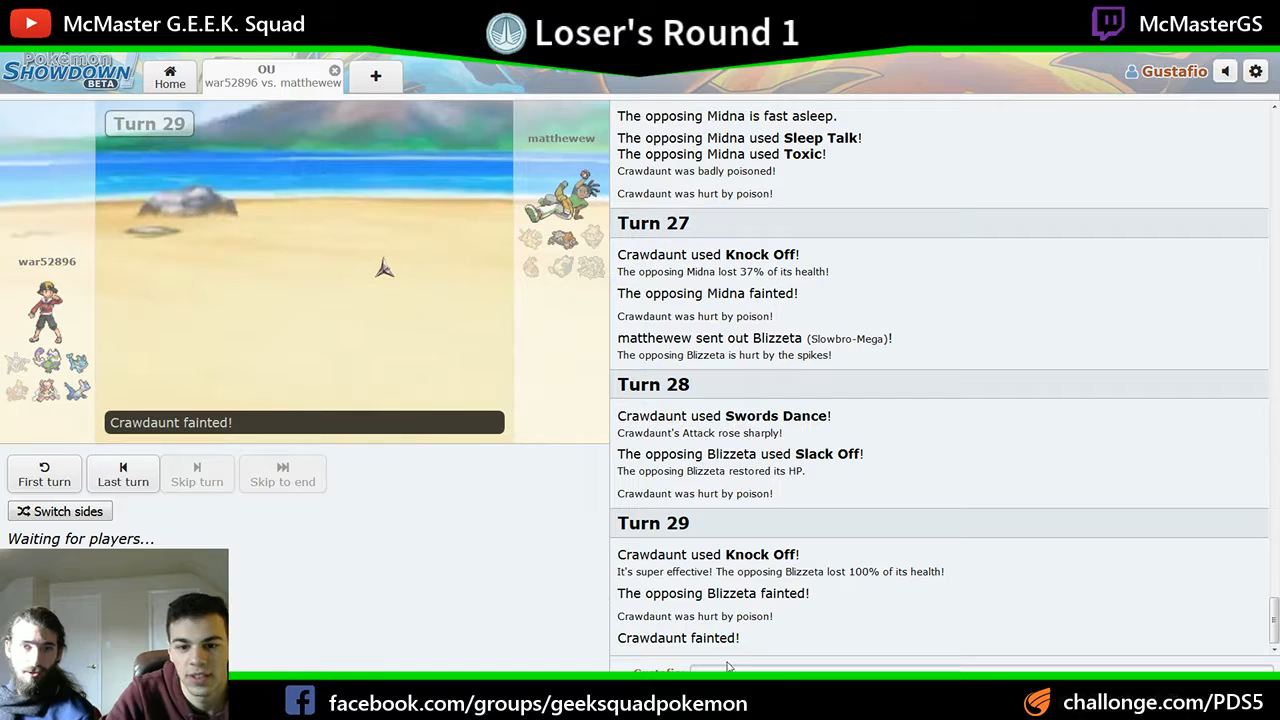 McMaster G.E.E.K. Squad
Loser's Round 1
McMasterGS
Pokémon
SHOWDOWN
BETA
Home
OU
war52896 vs. matthewew
+
Gustafio
Turn 29
matthewew
war52896
Crawdaunt fainted!
First turn
Last turn
Skip turn
Skip to end
Switch sides
Waiting for players...
The opposing Midna is fast asleep.
The opposing Midna used Sleep Talk!
The opposing Midna used Toxic!
Crawdaunt was badly poisoned!
Crawdaunt was hurt by poison!
Turn 27
Crawdaunt used Knock Off!
The opposing Midna lost 37% of its health!
The opposing Midna fainted!
Crawdaunt was hurt by poison!
matthewew sent out Blizzeta (Slowbro-Mega)!
The opposing Blizzeta is hurt by the spikes!
Turn 28
Crawdaunt used Swords Dance!
Crawdaunt's Attack rose sharply!
The opposing Blizzeta used Slack Off!
The opposing Blizzeta restored its HP.
Crawdaunt was hurt by poison!
Turn 29
Crawdaunt used Knock Off!
It's super effective! The opposing Blizzeta lost 100% of its health!
The opposing Blizzeta fainted!
Crawdaunt was hurt by poison!
Crawdaunt fainted!
facebook.com/groups/geeksquadpokemon
challonge.com/PDS5